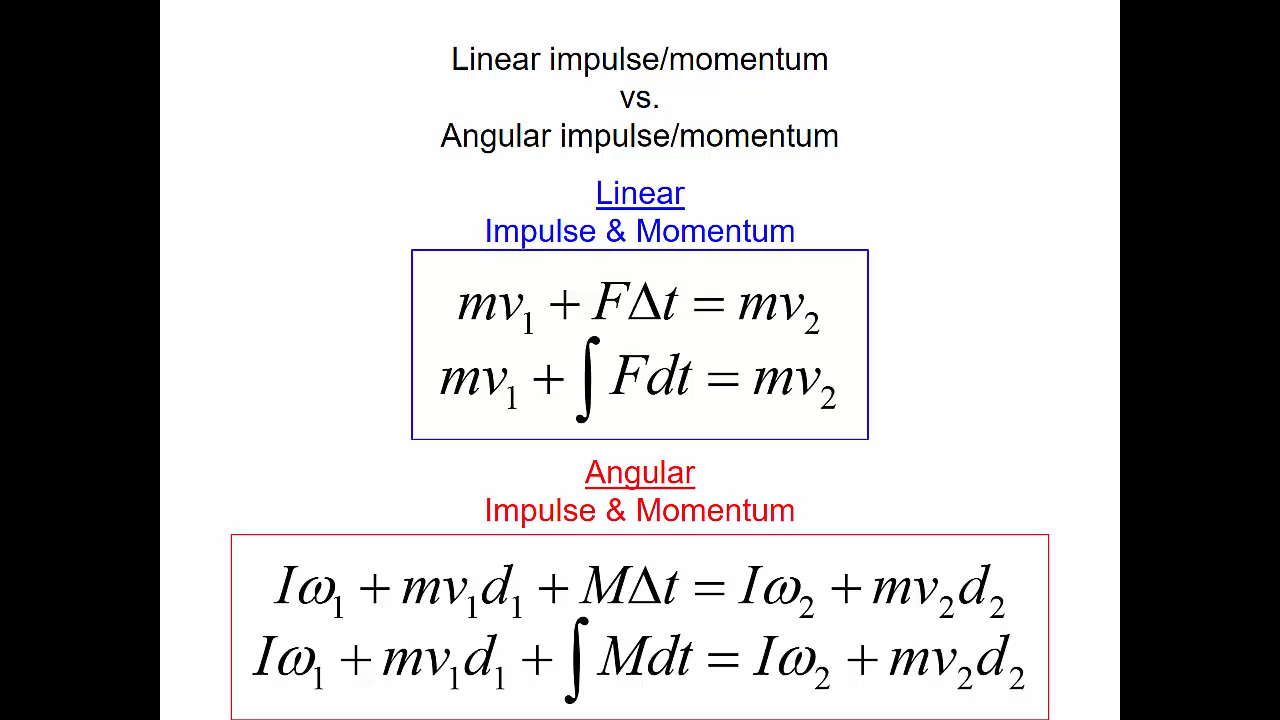 Linear impulse/momentum
vs.
Angular impulse/momentum
Linear
Impulse & Momentum
mv₁ + FΔt = mv₂
mv₁ + ∫ Fdt = mv₂
Angular
Impulse & Momentum
Iω₁ + mv₁d₁ + MΔt = Iω₂ + mv₂d₂
Iω₁ + mv₁d₁ + ∫ Mdt = Iω₂ + mv₂d₂